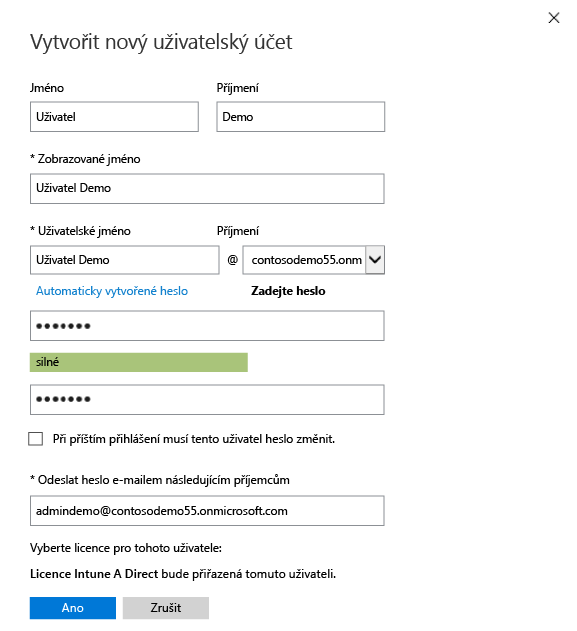 Vytvořit nový uživatelský účet
Jméno Příjmení
Uživatel Demo
* Zobrazované jméno
Uživatel Demo
* Uživatelské jméno Příjmení
Uživatel Demo @ contosodemo55.onm
Automaticky vytvořené heslo Zadejte heslo
●●●●●●●
silné
●●●●●●●
Při příštím přihlášení musí tento uživatel heslo změnit.
* Odeslat heslo e-mailem následujícím příjemcům
admindemo@contosodemo55.onmicrosoft.com
Vyberte licence pro tohoto uživatele:
Licence Intune A Direct bude přiřazená tomuto uživateli.
Ano Zrušit